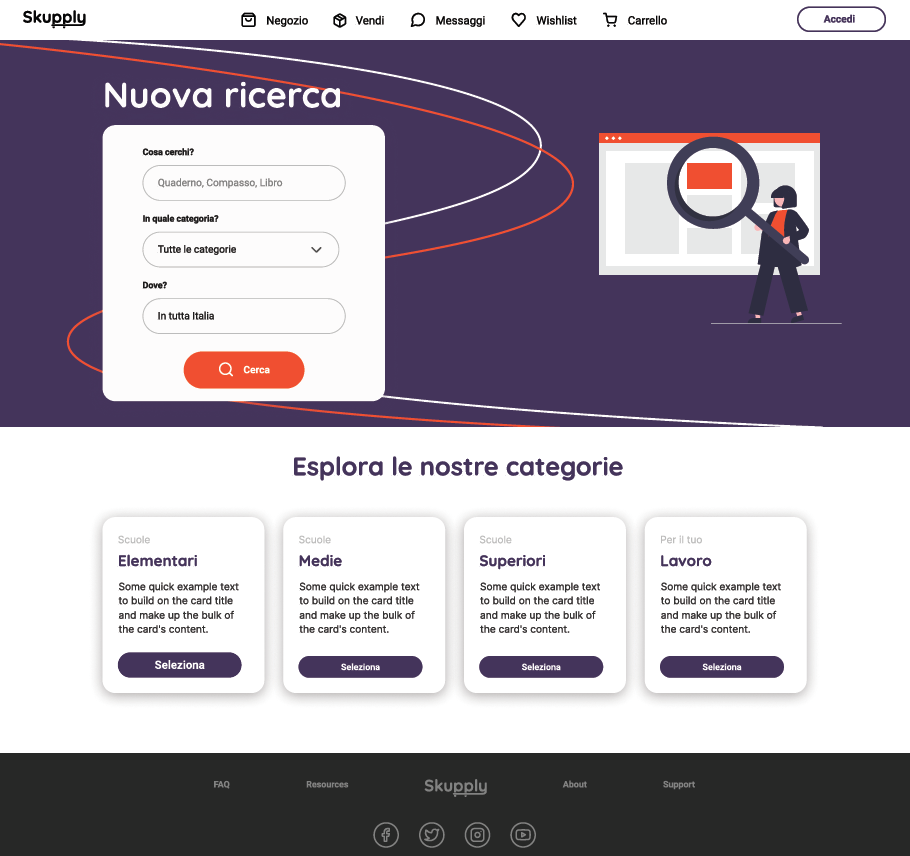 Skupply
Negozio
Vendi
Messaggi
Wishlist
Carrello
Accedi
Nuova ricerca
Cosa cerchi?
Quaderno, Compasso, Libro
In quale categoria?
Tutte le categorie
Dove?
In tutta Italia
Cerca
Esplora le nostre categorie
Scuole
Elementari
Some quick example text
to build on the card title
and make up the bulk of
the card's content.
Seleziona
Scuole
Medie
Some quick example text
to build on the card title
and make up the bulk of
the card's content.
Seleziona
Scuole
Superiori
Some quick example text
to build on the card title
and make up the bulk of
the card's content.
Seleziona
Per il tuo
Lavoro
Some quick example text
to build on the card title
and make up the bulk of
the card's content.
Seleziona
FAQ
Resources
Skupply
About
Support